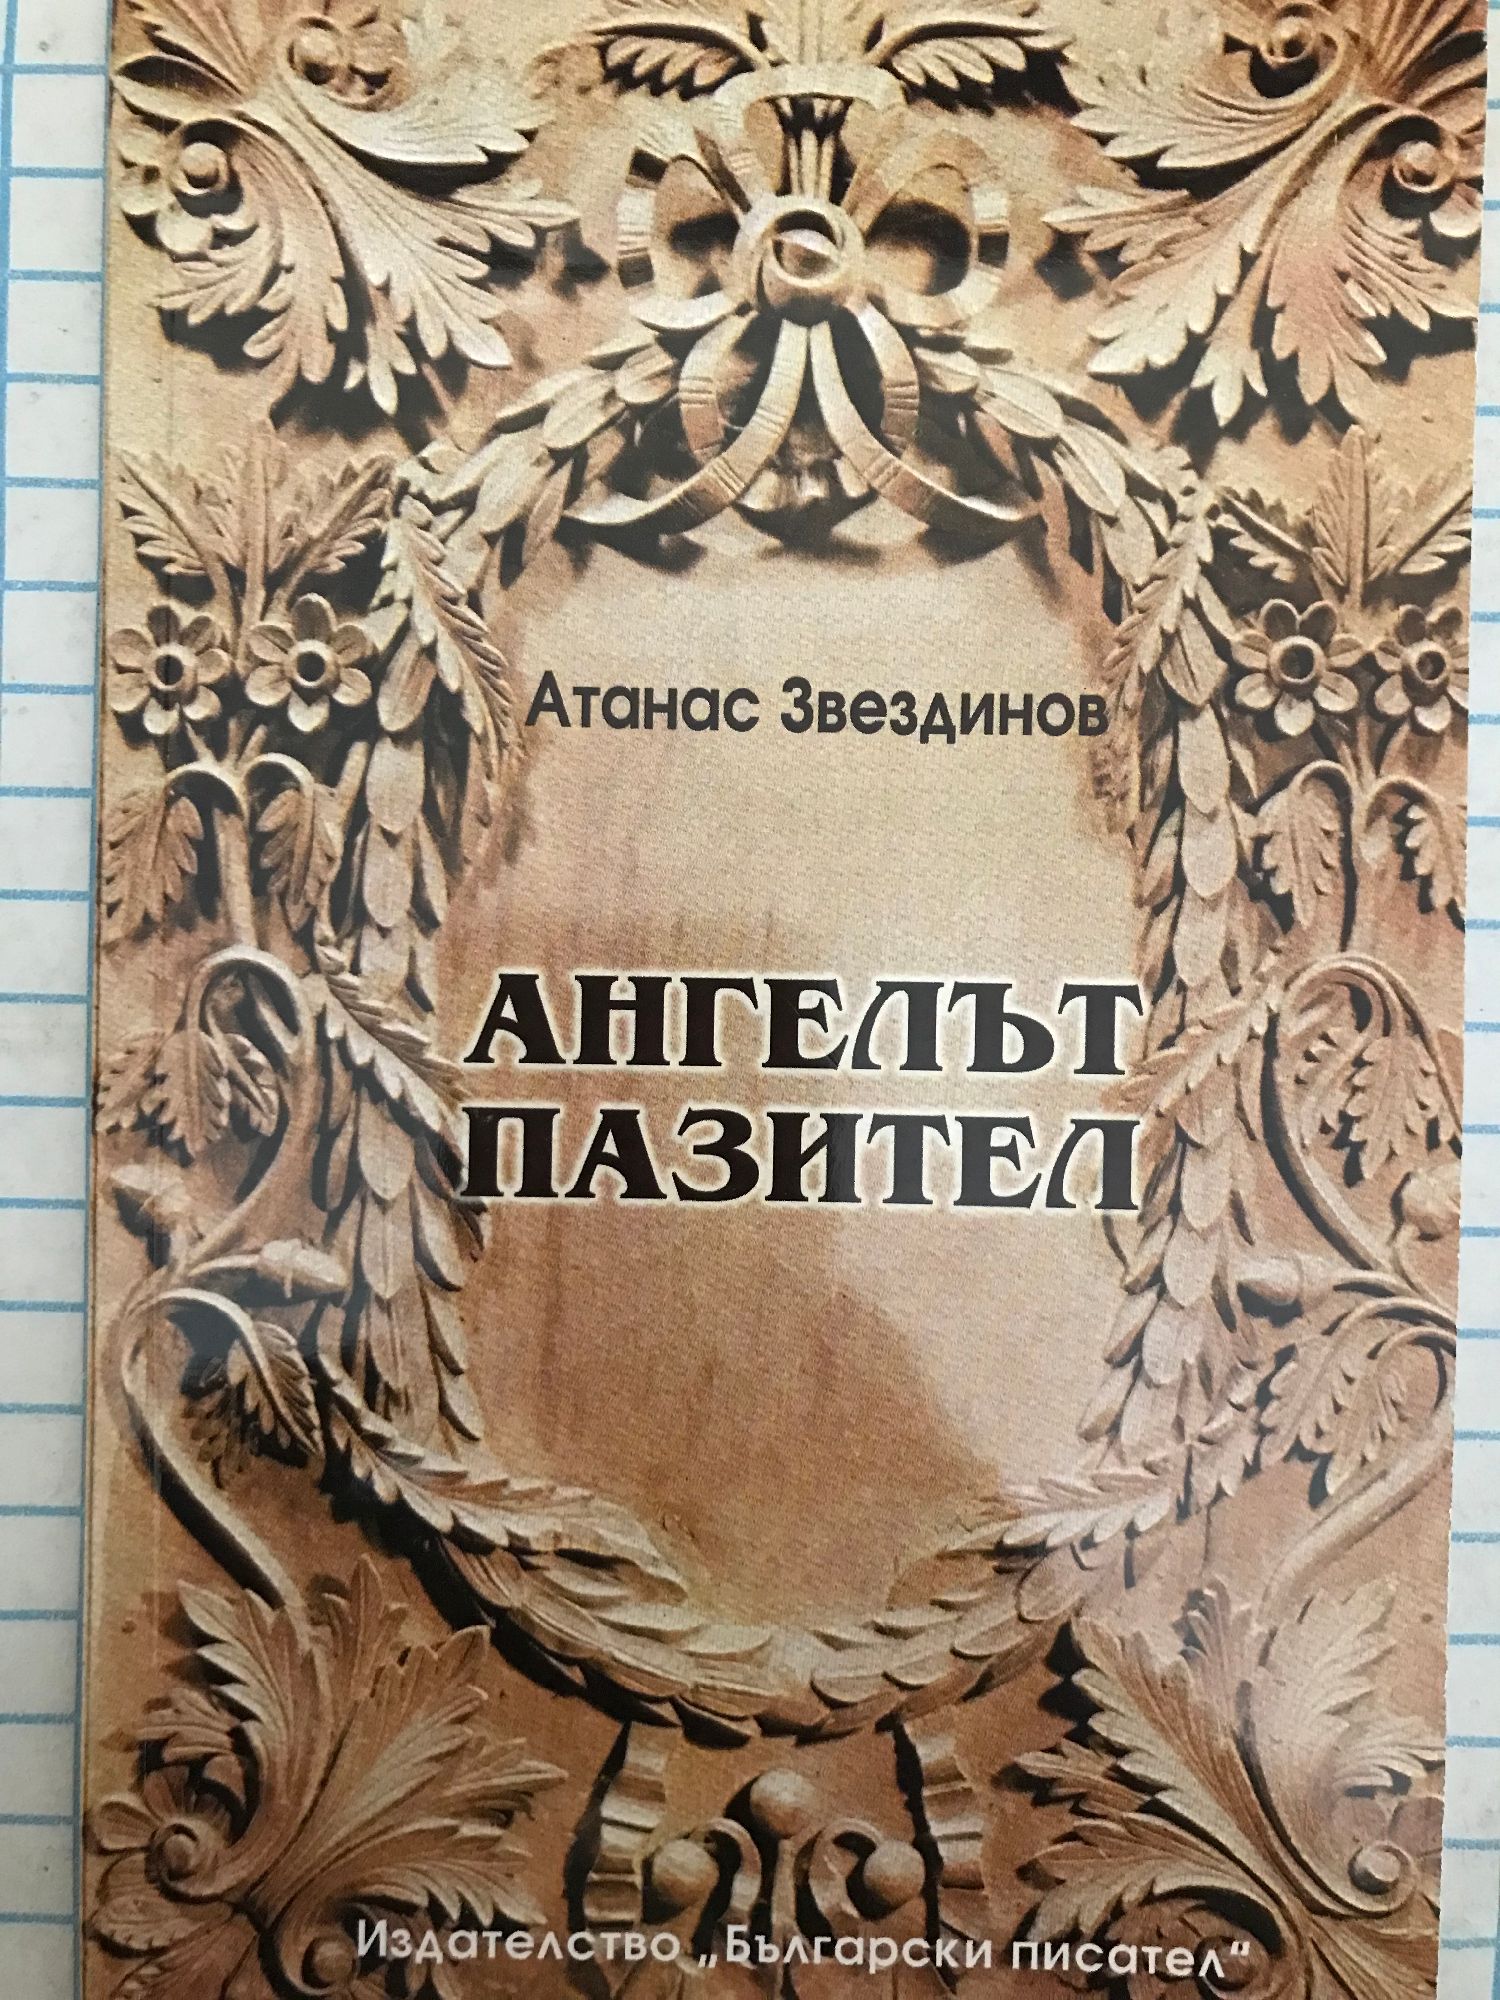 Атанас Звездинов
АНГЕЛЪТ
ПАЗИТЕЛ
Издателство „Български писател“